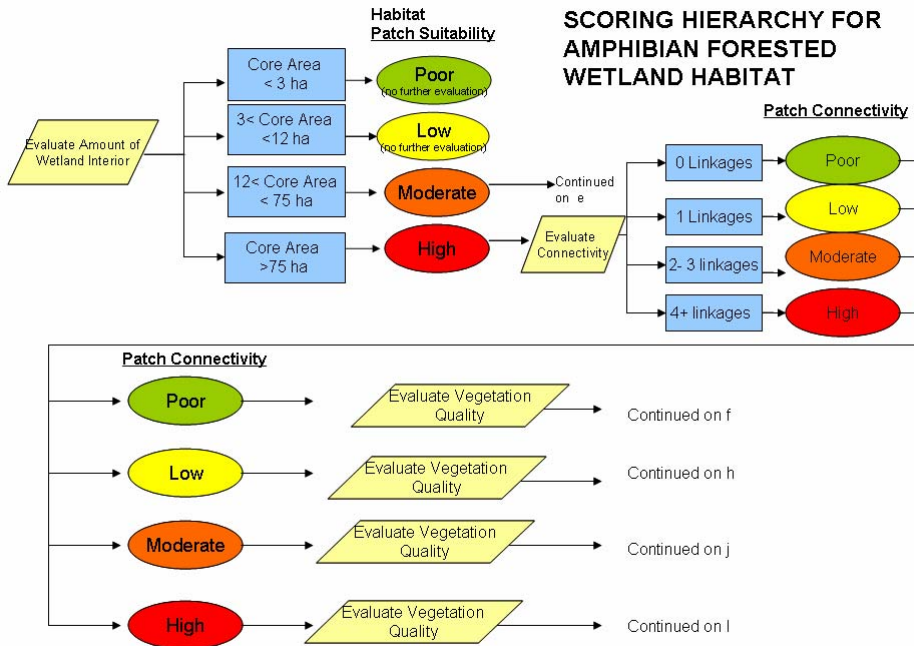 SCORING HIERARCHY FOR
AMPHIBIAN FORESTED
WETLAND HABITAT
Habitat
Patch Suitability
Evaluate Amount of
Wetland Interior
Core Area
< 3 ha
Poor
(no further evaluation)
3< Core Area
<12 ha
Low
(no further evaluation)
12< Core Area
< 75 ha
Moderate
Continued
on e
Core Area
>75 ha
High
Evaluate
Connectivity
Patch Connectivity
0 Linkages
Poor
1 Linkages
Low
2- 3 linkages
Moderate
4+ linkages
High
Patch Connectivity
Poor
Evaluate Vegetation
Quality
Continued on f
Low
Evaluate Vegetation
Quality
Continued on h
Moderate
Evaluate Vegetation
Quality
Continued on j
High
Evaluate Vegetation
Quality
Continued on l